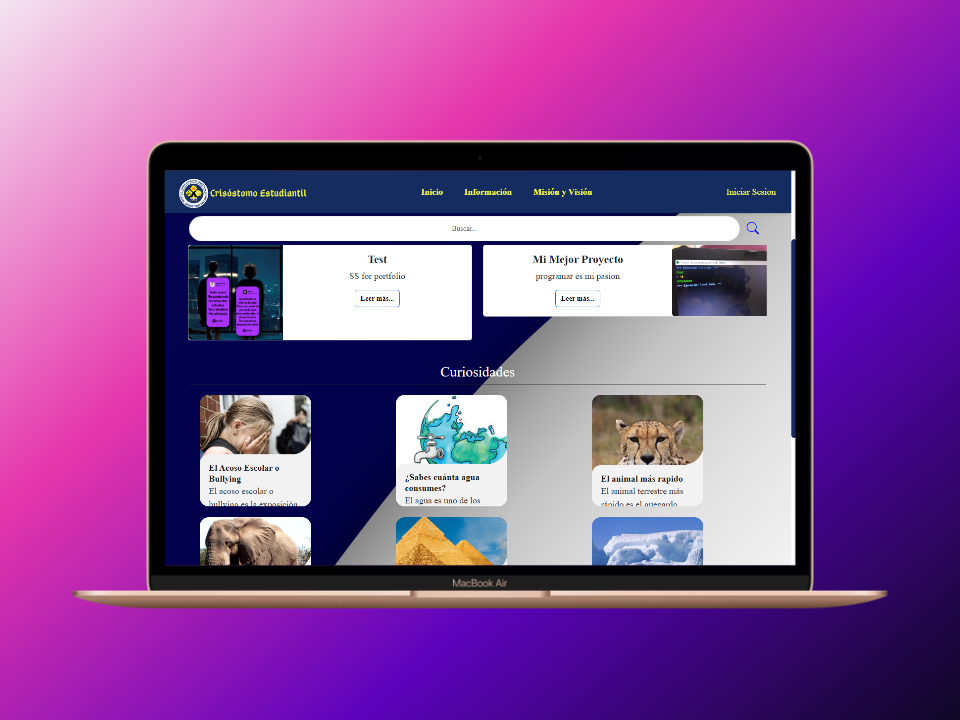 Crisóstomo Estudiantil
Inicio
Información
Misión y Visión
Iniciar Sesion
Buscar...
Test
SS for portfolio
Leer más...
Mi Mejor Proyecto
programar es mi pasion
Leer más...
Curiosidades
El Acoso Escolar o
Bullying
El acoso escolar o
bullying es la exposición
¿Sabes cuánta agua
consumes?
El agua es uno de los
El animal más rapido
El animal terrestre más
rápido es el guepardo
MacBook Air